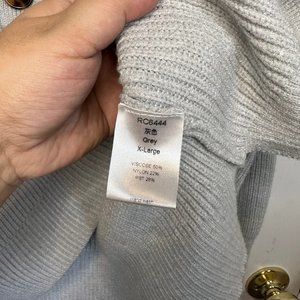 RC6444
灰色
Grey
X-Large
VISCOSE 50%
NYLON 22%
PBT 28%